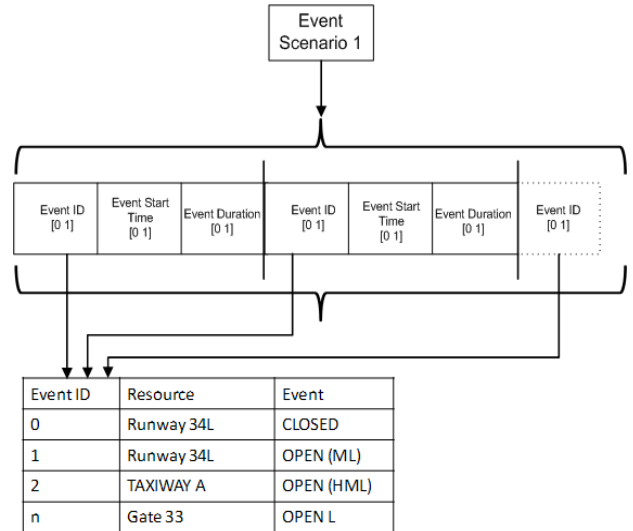 Event
Scenario 1
Event ID
[0 1]
Event Start
Time
[0 1]
Event Duration
[0 1]
Event ID
[0 1]
Event Start
Time
[0 1]
Event Duration
[0 1]
Event ID
[0 1]
Event ID Resource Event
0 Runway 34L CLOSED
1 Runway 34L OPEN (ML)
2 TAXIWAY A OPEN (HML)
n Gate 33 OPEN L